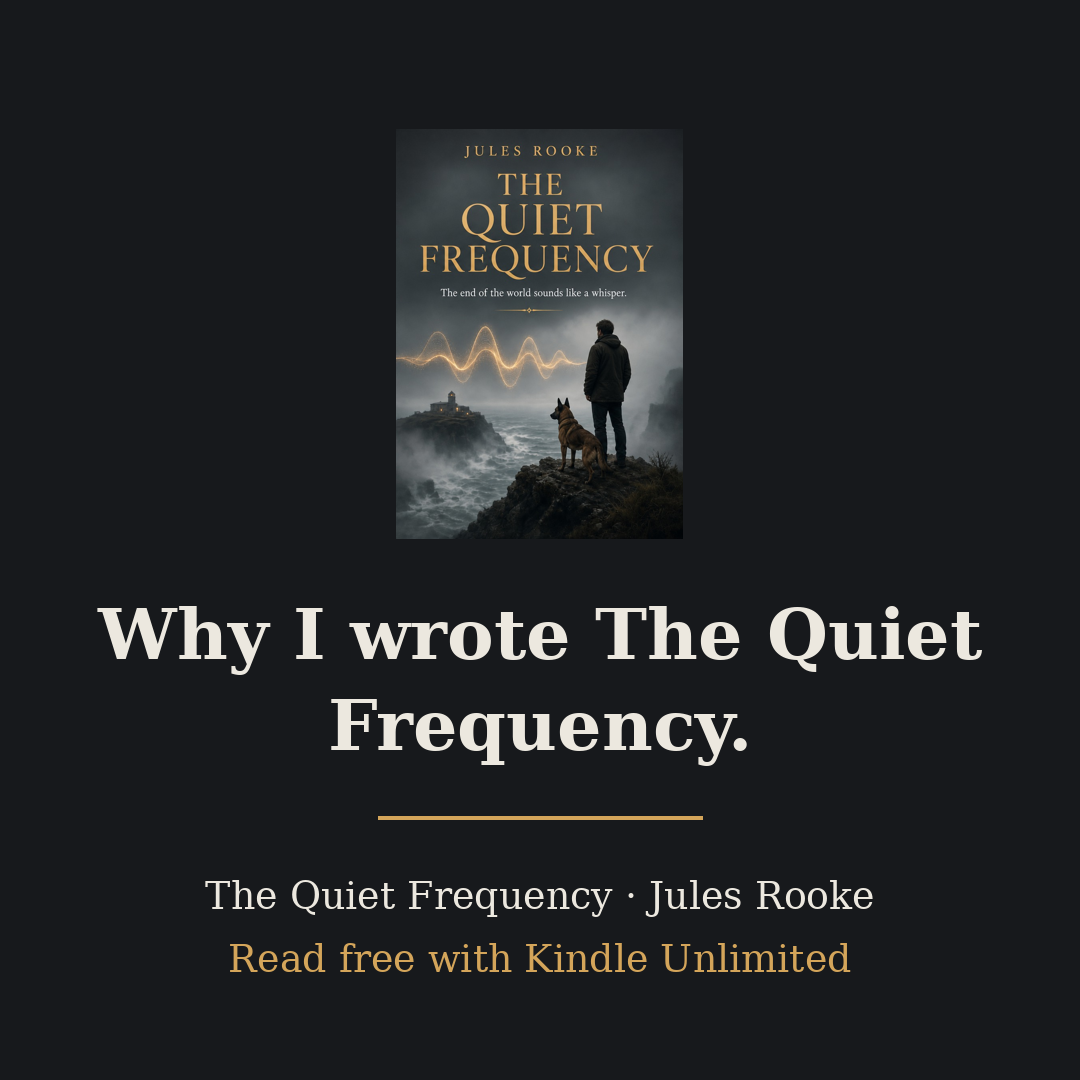 JULES ROOKE
THE
QUIET
FREQUENCY
The end of the world sounds like a whisper.
Why I wrote The Quiet
Frequency.
The Quiet Frequency · Jules Rooke
Read free with Kindle Unlimited